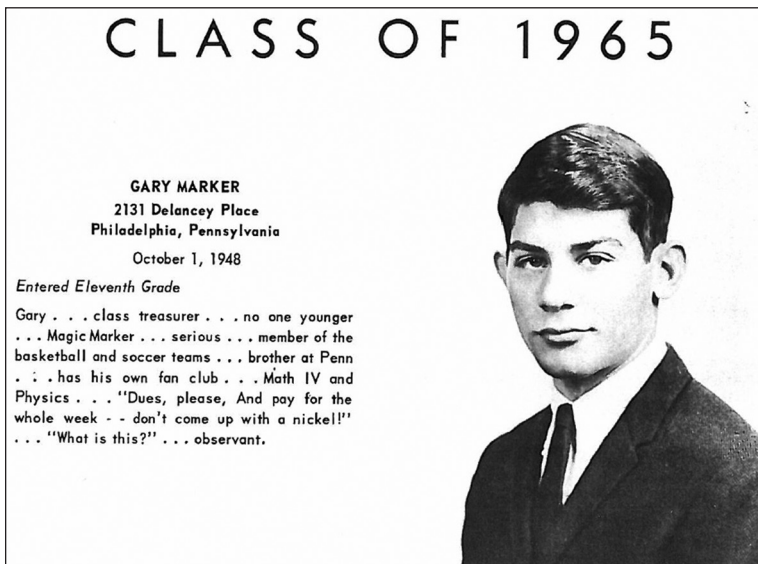 CLASS OF 1965
GARY MARKER
2131 Delancey Place
Philadelphia, Pennsylvania
October 1, 1948
Entered Eleventh Grade
Gary . . . class treasurer . . . no one younger
. . . Magic Marker . . . serious . . . member of the
basketball and soccer teams . . . brother at Penn
. . . has his own fan club . . . Math IV and
Physics . . . "Dues, please, And pay for the
whole week - - don't come up with a nickel!"
. . . "What is this?" . . . observant.